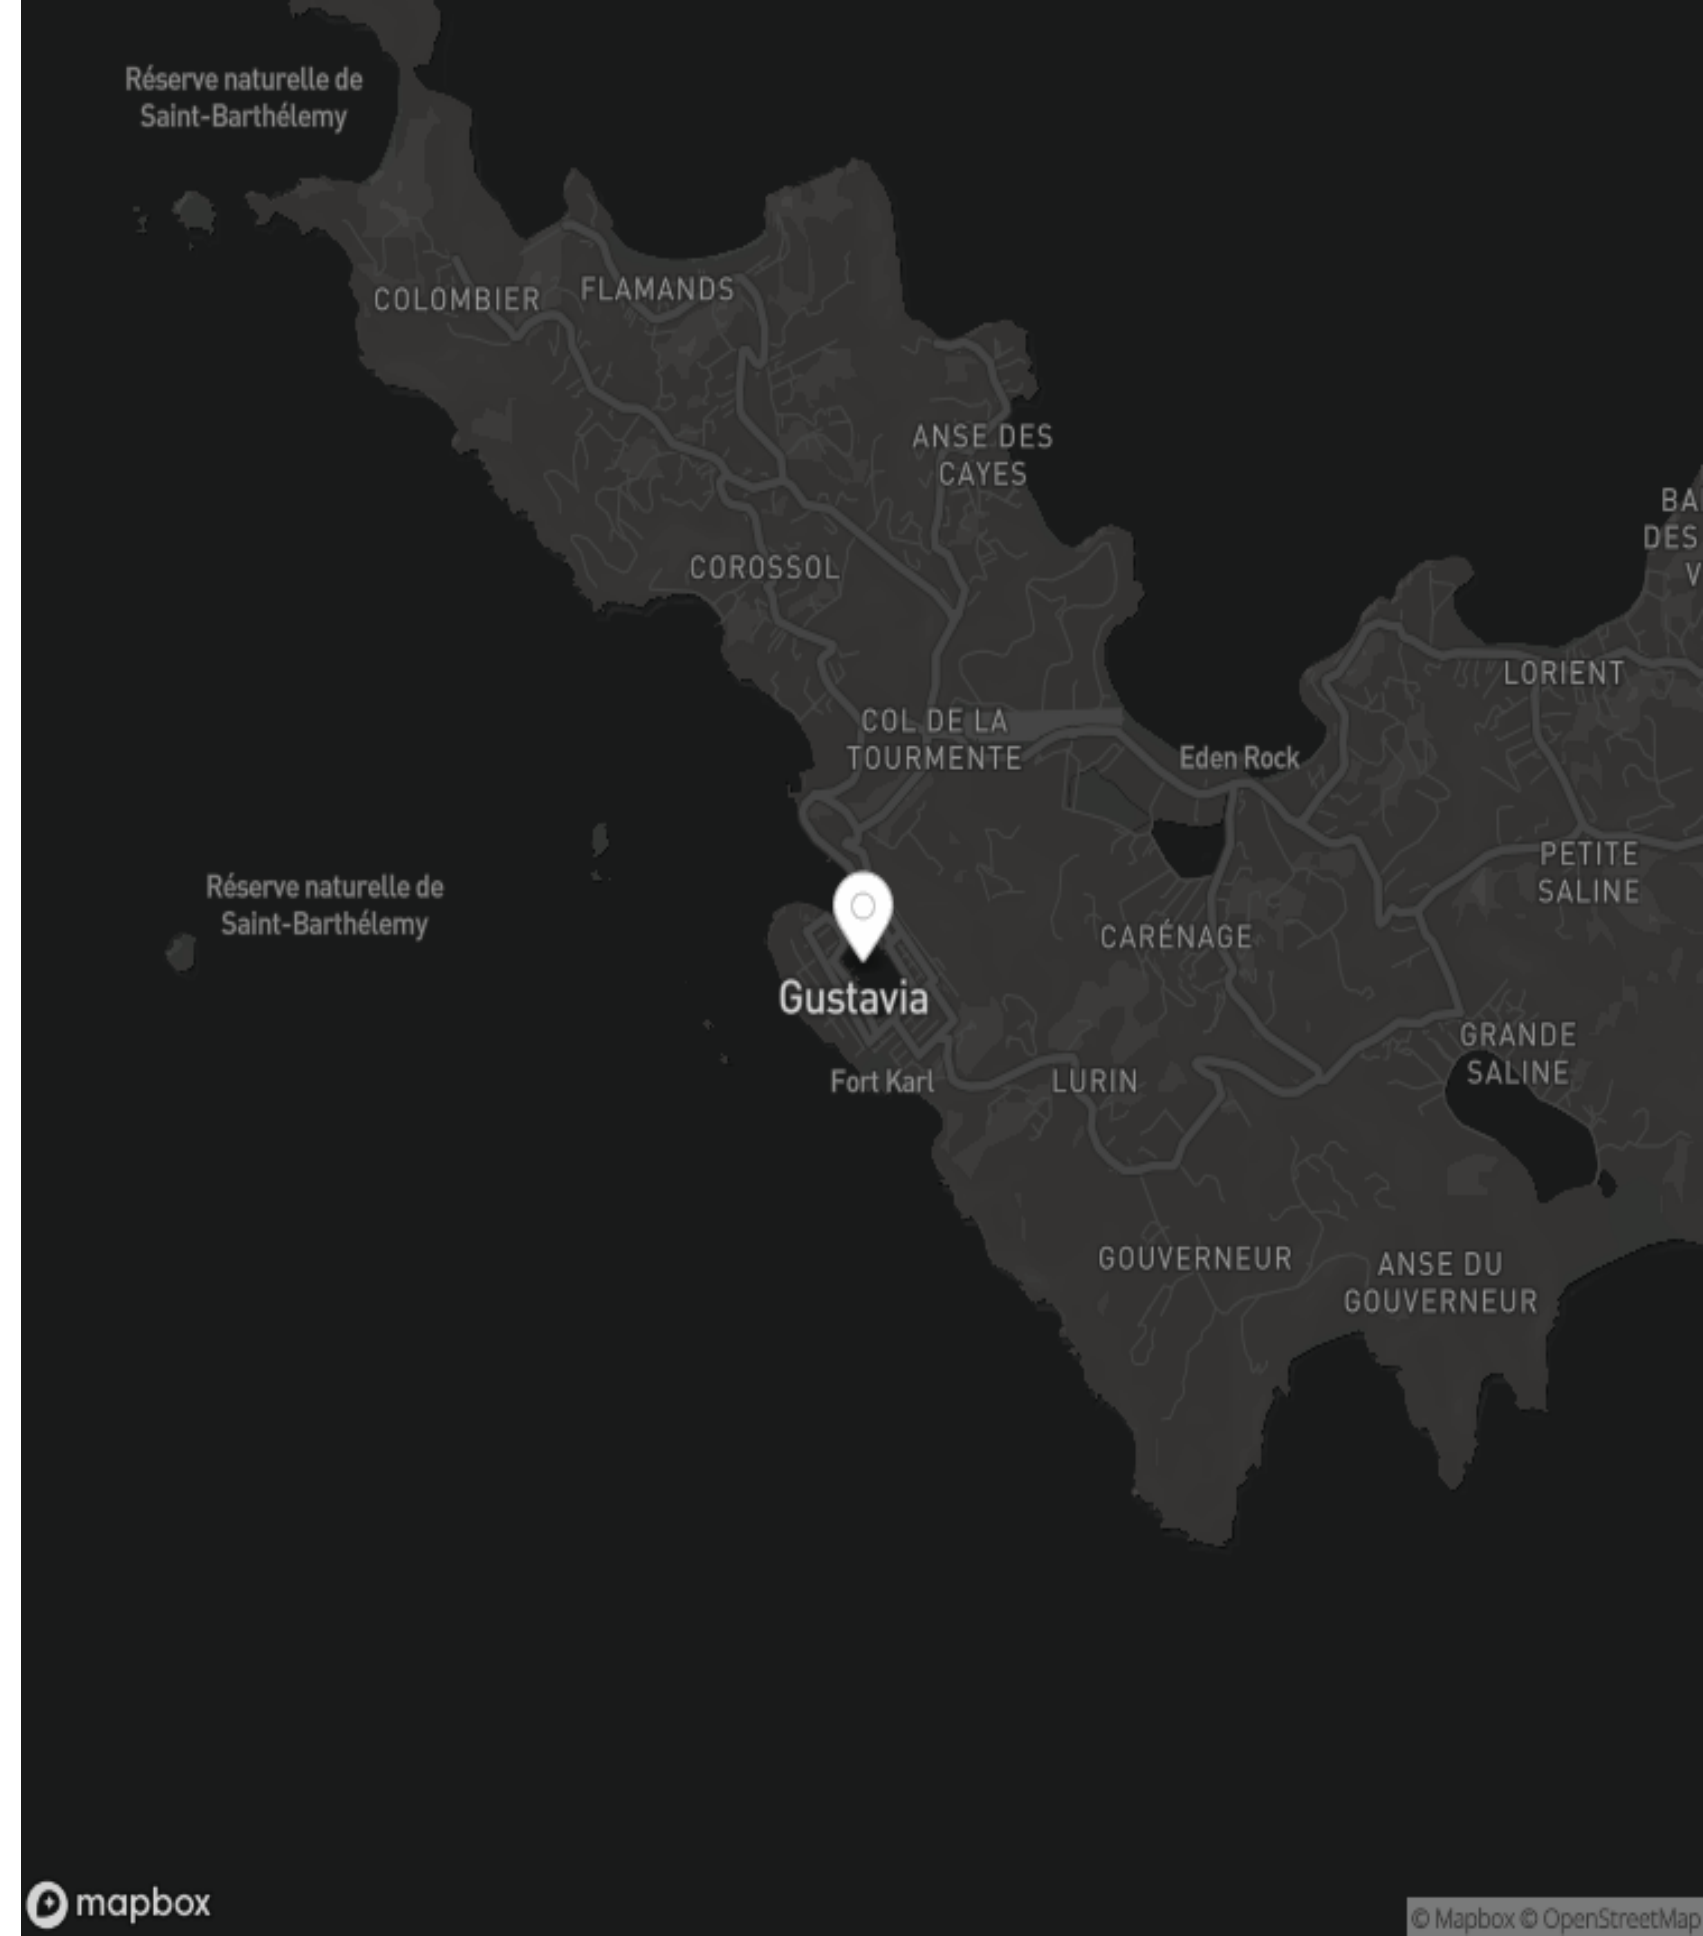 Réserve naturelle de
Saint-Barthélemy
COLOMBIER
FLAMANDS
ANSE DES
CAYES
BA
DES
V
COROSSOL
LORIENT
COL DE LA
TOURMENTE
Eden Rock
PETITE
SALINE
Réserve naturelle de
Saint-Barthélemy
CARÉNAGE
Gustavia
GRANDE
SALINE
Fort Karl
LURIN
GOUVERNEUR
ANSE DU
GOUVERNEUR
mapbox
© Mapbox © OpenStreetMap